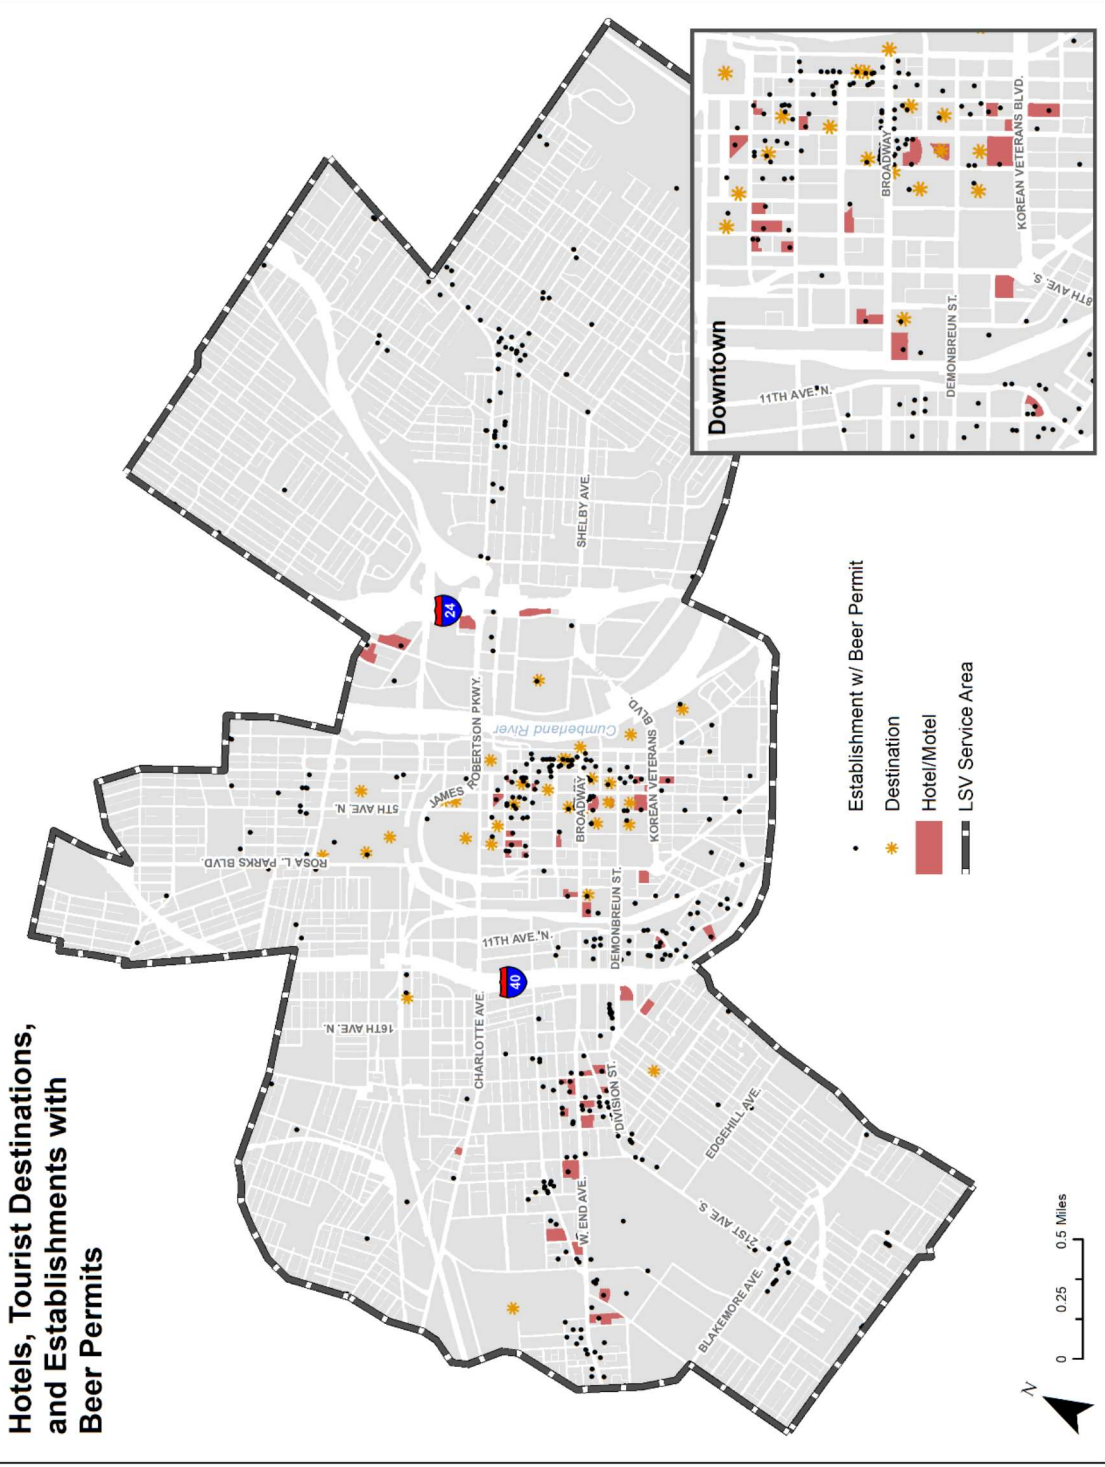 Hotels, Tourist Destinations,
and Establishments with
Beer Permits
ROSA L. PARKS BLVD.
5TH AVE. N.
16TH AVE. N.
JAMES ROBERTSON PKWY.
24
CHARLOTTE AVE.
11TH AVE. N.
40
Cumberland River
SHELBY AVE.
W. END AVE.
DIVISION ST.
DEMONBREUN ST.
BROADWAY
KOREAN VETERANS BLVD.
21ST AVE. S.
EDGEHILL AVE.
BLAKEMORE AVE.
Downtown
11TH AVE. N.
BROADWAY
DEMONBREUN ST.
KOREAN VETERANS BLVD.
8TH AVE. S.
Establishment w/ Beer Permit
Destination
Hotel/Motel
LSV Service Area
N
0 0.25 0.5 Miles